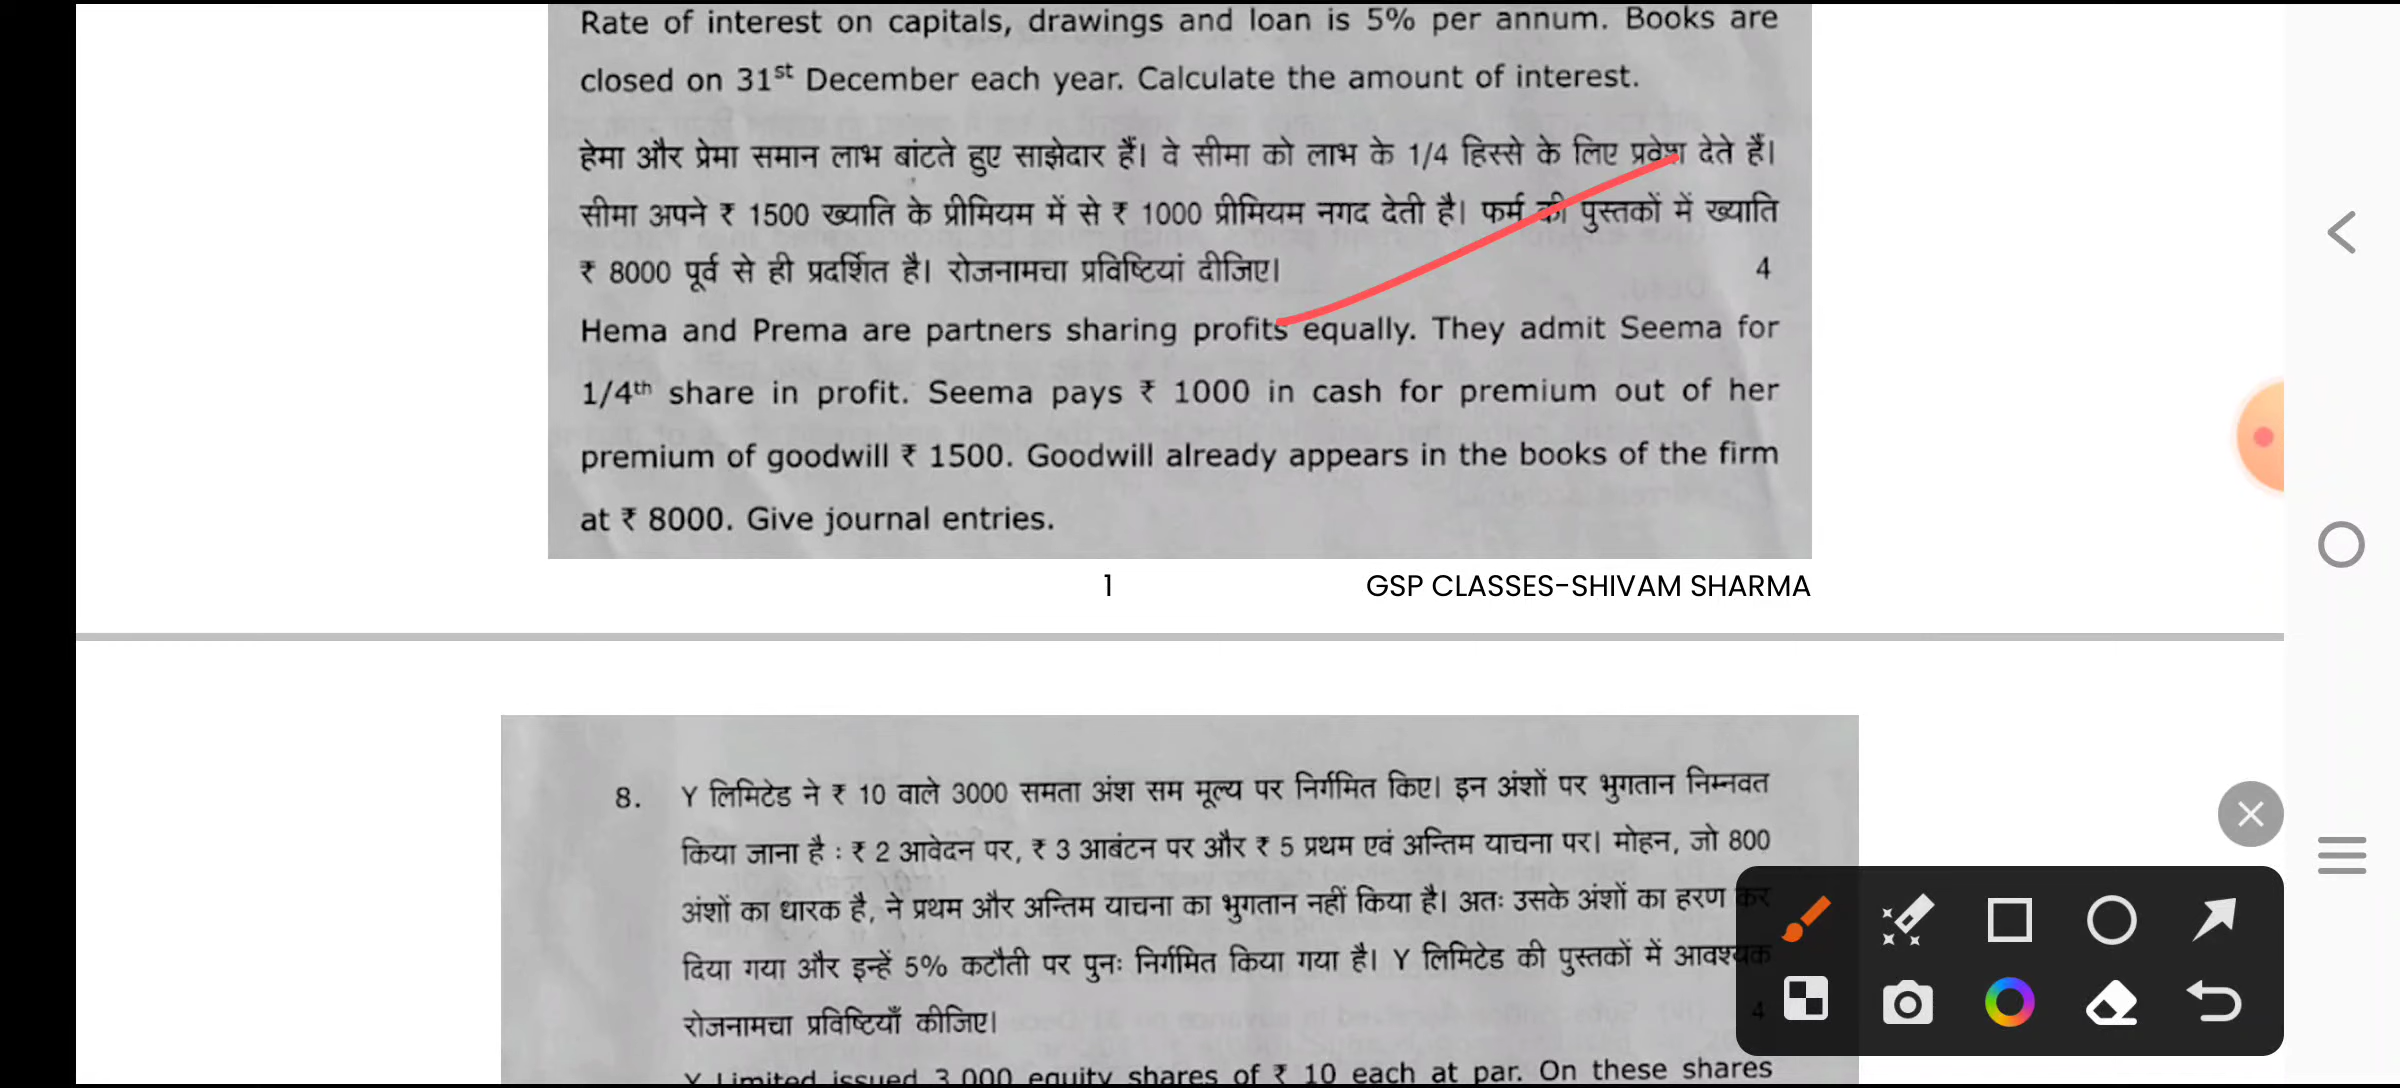 Rate of interest on capitals, drawings and loan is 5% per annum. Books are
closed on 31st December each year. Calculate the amount of interest.
हेमा और प्रेमा समान लाभ बांटते हुए साझेदार हैं। वे सीमा को लाभ के 1/4 हिस्से के लिए प्रवेश देते हैं।
सीमा अपने ₹ 1500 ख्याति के प्रीमियम में से ₹ 1000 प्रीमियम नगद देती है। फर्म की पुस्तकों में ख्याति
₹ 8000 पूर्व से ही प्रदर्शित है। रोजनामचा प्रविष्टियां दीजिए। 4
Hema and Prema are partners sharing profits equally. They admit Seema for
1/4th share in profit. Seema pays ₹ 1000 in cash for premium out of her
premium of goodwill ₹ 1500. Goodwill already appears in the books of the firm
at ₹ 8000. Give journal entries.
1 GSP CLASSES-SHIVAM SHARMA
8. Y लिमिटेड ने ₹ 10 वाले 3000 समता अंश सम मूल्य पर निर्गमित किए। इन अंशों पर भुगतान निम्नवत
किया जाना है : ₹ 2 आवेदन पर, ₹ 3 आबंटन पर और ₹ 5 प्रथम एवं अन्तिम याचना पर। मोहन, जो 800
अंशों का धारक है, ने प्रथम और अन्तिम याचना का भुगतान नहीं किया है। अतः उसके अंशों का हरण कर
दिया गया और इन्हें 5% कटौती पर पुनः निर्गमित किया गया है। Y लिमिटेड की पुस्तकों में आवश्यक
रोजनामचा प्रविष्टियाँ कीजिए। 4
Y Limited issued 3,000 equity shares of ₹ 10 each at par. On these shares